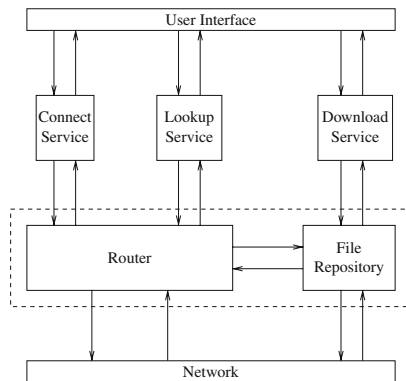 User Interface
Connect
Service
Lookup
Service
Download
Service
Router
File
Repository
Network